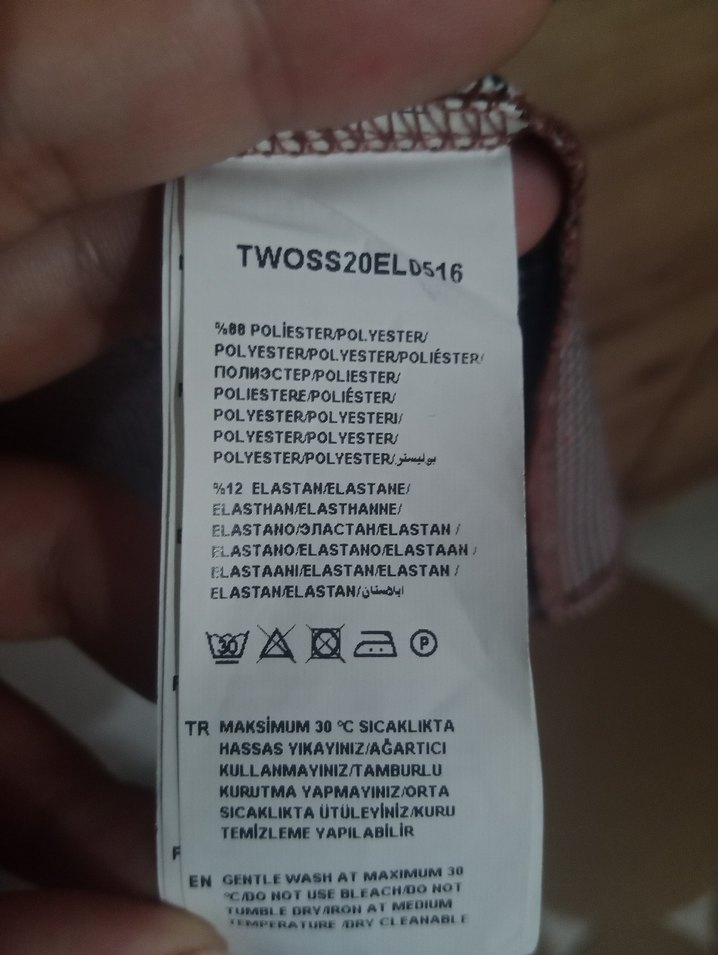 TWOSS20EL0516
%88 POLİESTER/POLYESTER/
POLYESTER/POLYESTER/POLIÉSTER/
ПОЛИЭСТЕР/POLIESTER/
POLIESTERE/POLIÉSTER/
POLYESTER/POLYESTERI/
POLYESTER/POLYESTER/
POLYESTER/POLYESTER/بوليستر
%12 ELASTAN/ELASTANE/
ELASTHAN/ELASTHANNE/
ELASTANO/ЭЛАСТАН/ELASTAN /
ELASTANO/ELASTANO/ELASTAAN /
ELASTAANI/ELASTAN/ELASTAN /
ELASTAN/ELASTAN/ايلاستان
30 P
TR MAKSİMUM 30 °C SICAKLIKTA
HASSAS YIKAYINIZ/AĞARTICI
KULLANMAYINIZ/TAMBURLU
KURUTMA YAPMAYINIZ/ORTA
SICAKLIKTA ÜTÜLEYİNİZ/KURU
TEMİZLEME YAPILABİLİR
EN GENTLE WASH AT MAXIMUM 30
°C/DO NOT USE BLEACH/DO NOT
TUMBLE DRY/IRON AT MEDIUM
TEMPERATURE /DRY CLEANABLE